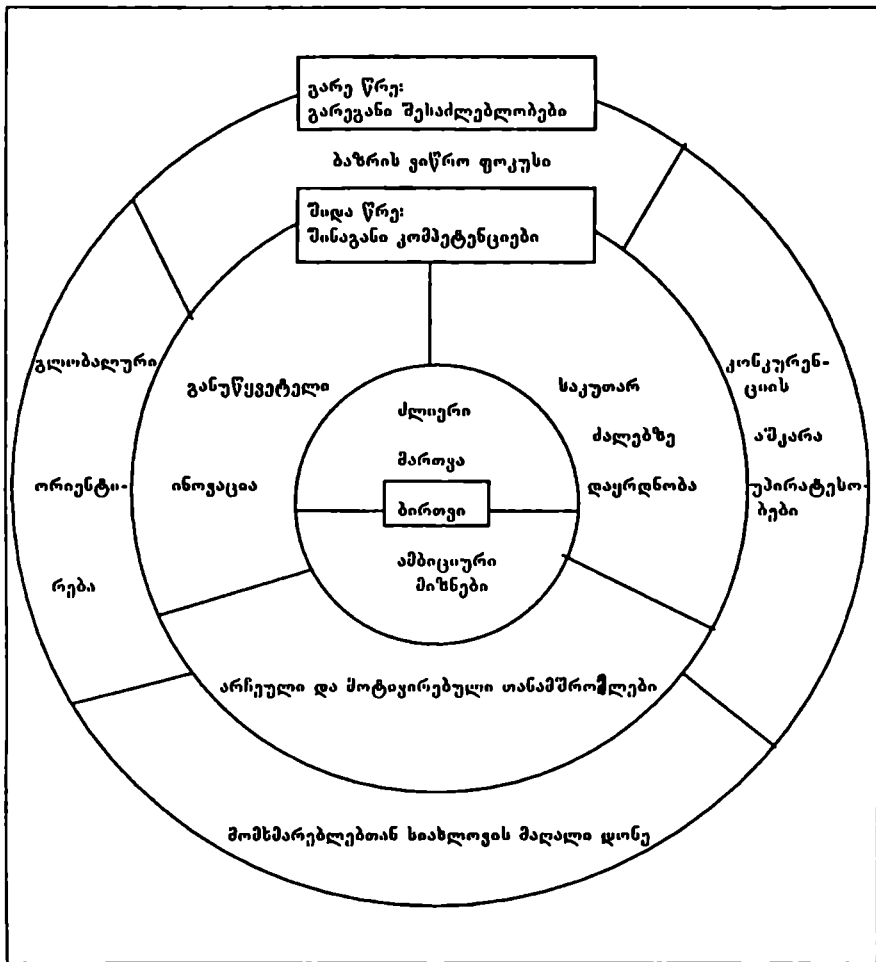 გარე წრე:
გარეგანი შესაძლებლობები
ბაზრის ვიწრო ფოკუსი
შიდა წრე:
შინაგანი კომპეტენციები
გლობალური
ორიენტი-
რება
განუწყვეტელი
ინოვაცია
ძლიერი
მართვა
ბირთვი
ამბიციური
მიზნები
საკუთარ
ძალებზე
დაყრდნობა
კონკურენ-
ციის
აშკარა
უპირატესო-
ბები
არჩეული და მოტივირებული თანამშრომლები
მომხმარებლებთან სიახლოვის მაღალი დონე